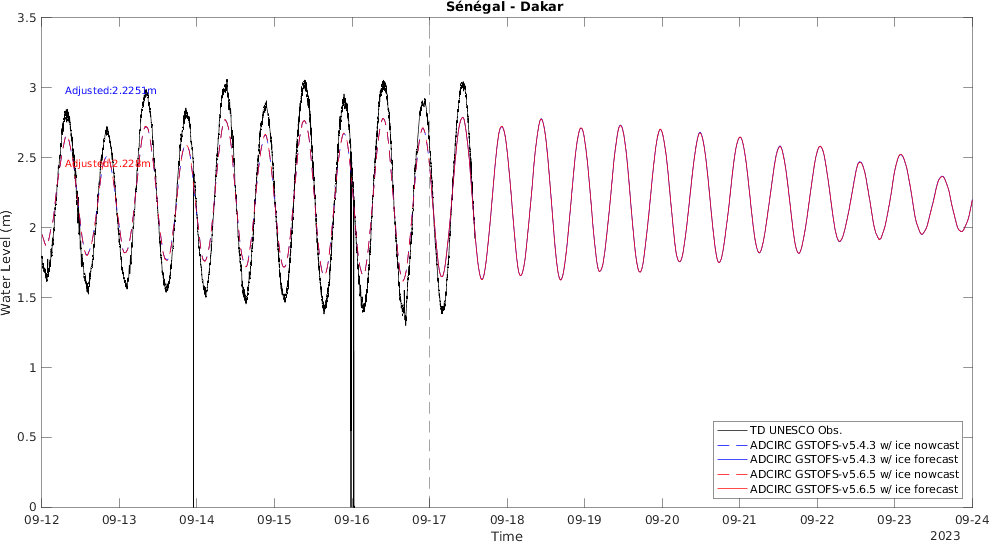 Sénégal - Dakar
3.5
3
2.5
2
1.5
1
0.5
0
Water Level (m)
Adjusted:2.2251m
Adjusted:2.228m
TD UNESCO Obs.
ADCIRC GSTOFS-v5.4.3 w/ ice nowcast
ADCIRC GSTOFS-v5.4.3 w/ ice forecast
ADCIRC GSTOFS-v5.6.5 w/ ice nowcast
ADCIRC GSTOFS-v5.6.5 w/ ice forecast
09-12 09-13 09-14 09-15 09-16 09-17 09-18 09-19 09-20 09-21 09-22 09-23 09-24
Time
2023